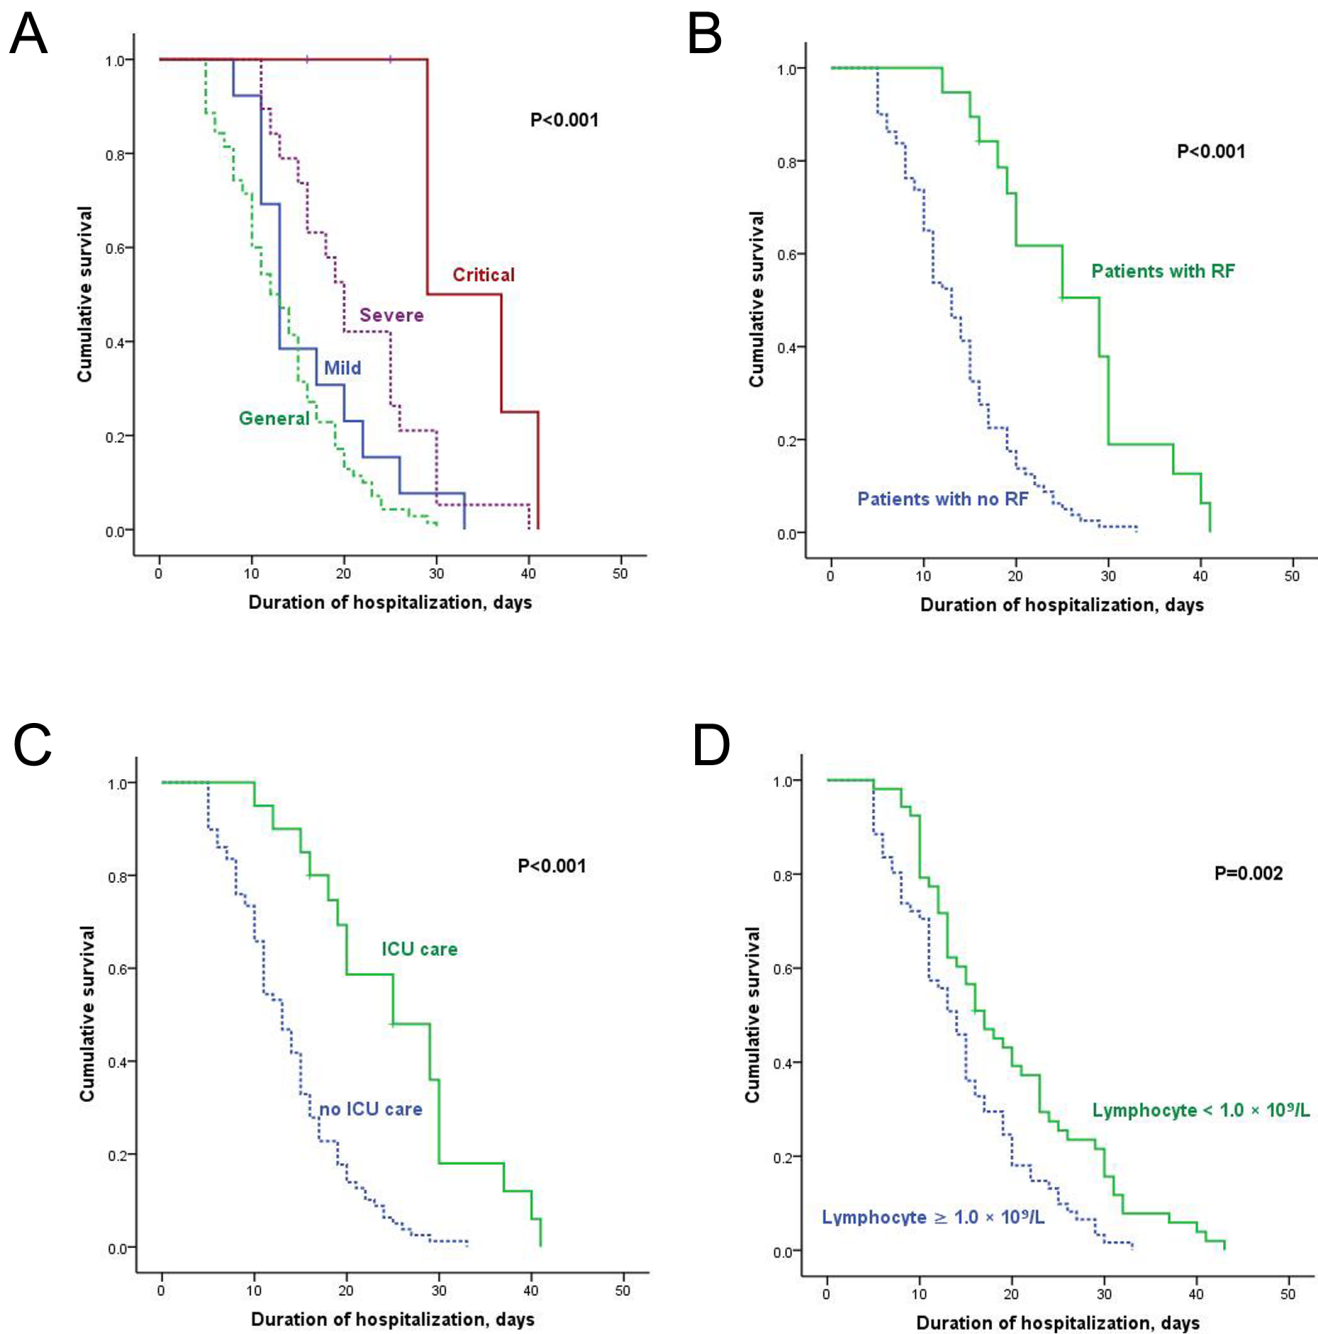 A
1.0
0.8
0.6
0.4
0.2
0.0
Cumulative survival
P<0.001
Critical
Severe
Mild
General
0 10 20 30 40 50
Duration of hospitalization, days
B
1.0
0.8
0.6
0.4
0.2
0.0
Cumulative survival
P<0.001
Patients with RF
Patients with no RF
0 10 20 30 40 50
Duration of hospitalization, days
C
1.0
0.8
0.6
0.4
0.2
0.0
Cumulative survival
P<0.001
ICU care
no ICU care
0 10 20 30 40 50
Duration of hospitalization, days
D
1.0
0.8
0.6
0.4
0.2
0.0
Cumulative survival
P=0.002
Lymphocyte < 1.0 × 10⁹/L
Lymphocyte ≥ 1.0 × 10⁹/L
0 10 20 30 40 50
Duration of hospitalization, days